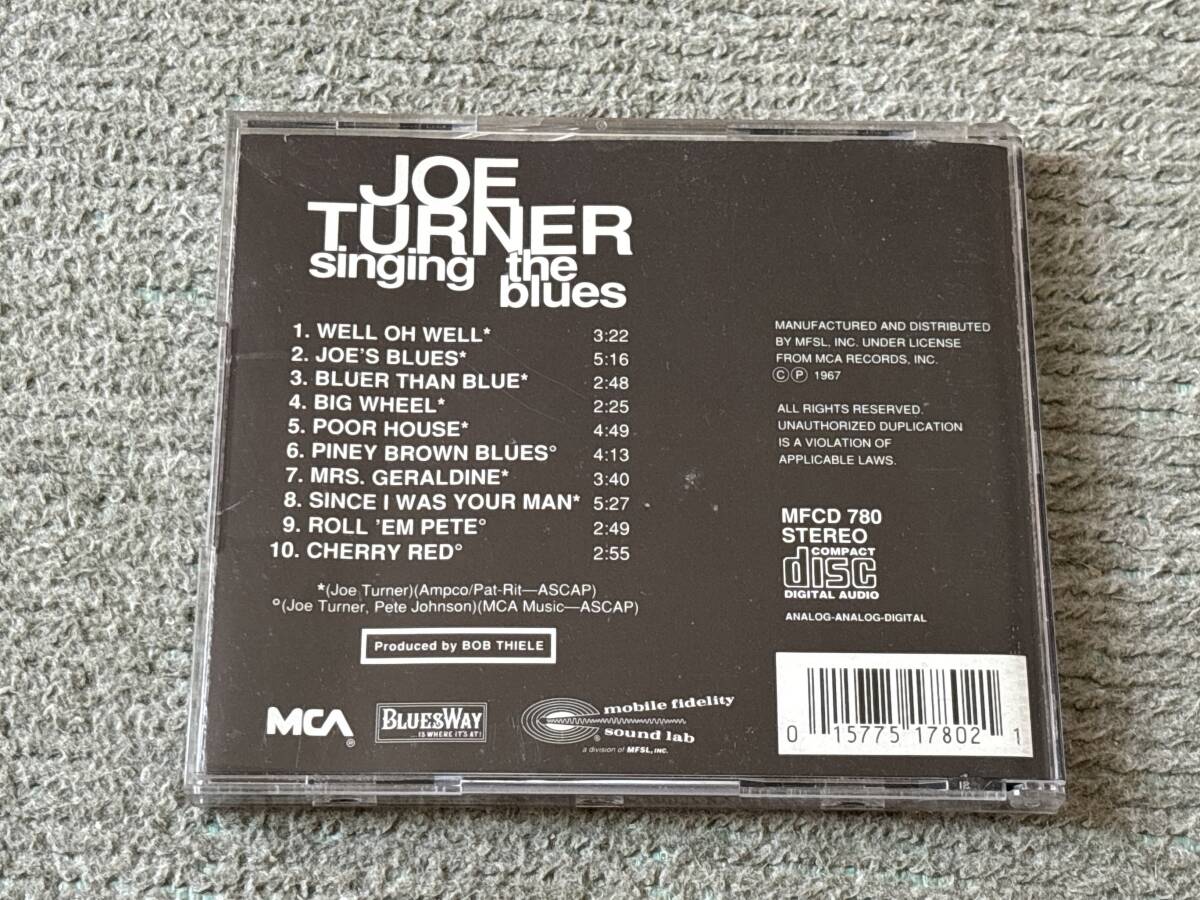 JOE
TURNER
singing the
blues
1. WELL OH WELL* 3:22
2. JOE'S BLUES* 5:16
3. BLUER THAN BLUE* 2:48
4. BIG WHEEL* 2:25
5. POOR HOUSE* 4:49
6. PINEY BROWN BLUES° 4:13
7. MRS. GERALDINE* 3:40
8. SINCE I WAS YOUR MAN* 5:27
9. ROLL 'EM PETE° 2:49
10. CHERRY RED° 2:55
*(Joe Turner)(Ampco/Pat-Rit—ASCAP)
°(Joe Turner, Pete Johnson)(MCA Music—ASCAP)
Produced by BOB THIELE
MCA ®
BLUESWAY
...IS WHERE IT'S AT!
mobile fidelity
sound lab ®
a division of MFSL, INC.
MANUFACTURED AND DISTRIBUTED
BY MFSL, INC. UNDER LICENSE
FROM MCA RECORDS, INC.
Ⓒ Ⓟ 1967
ALL RIGHTS RESERVED.
UNAUTHORIZED DUPLICATION
IS A VIOLATION OF
APPLICABLE LAWS.
MFCD 780
STEREO
COMPACT
disc
DIGITAL AUDIO
ANALOG-ANALOG-DIGITAL
0 15775 17802 1
12